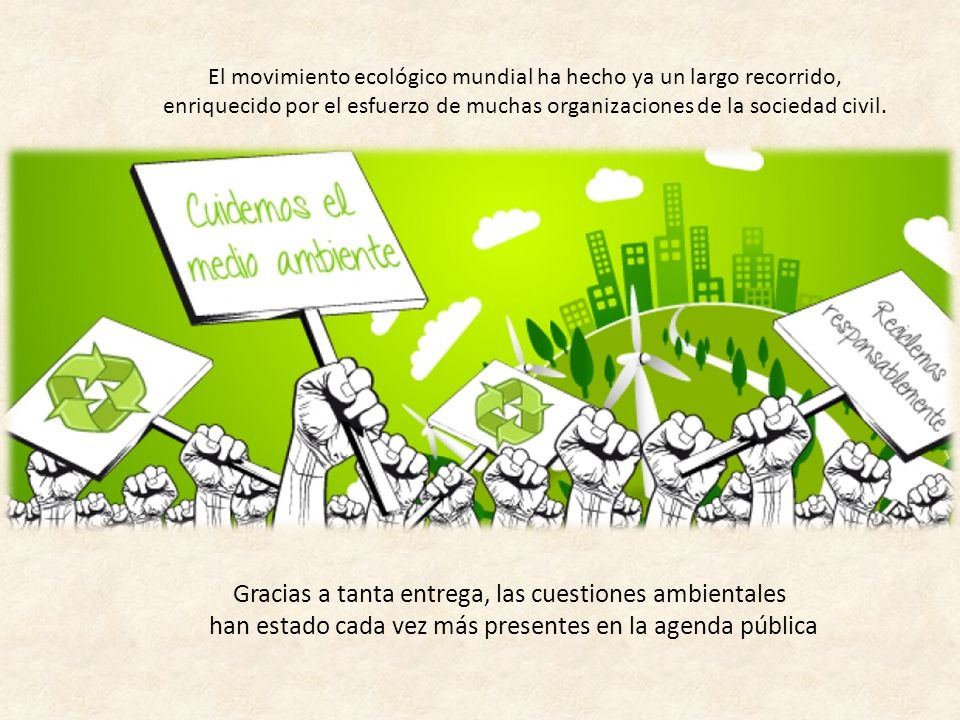 El movimiento ecológico mundial ha hecho ya un largo recorrido,
enriquecido por el esfuerzo de muchas organizaciones de la sociedad civil.
Cuidemos el
medio ambiente
Reciclemos
responsablemente
Gracias a tanta entrega, las cuestiones ambientales
han estado cada vez más presentes en la agenda pública